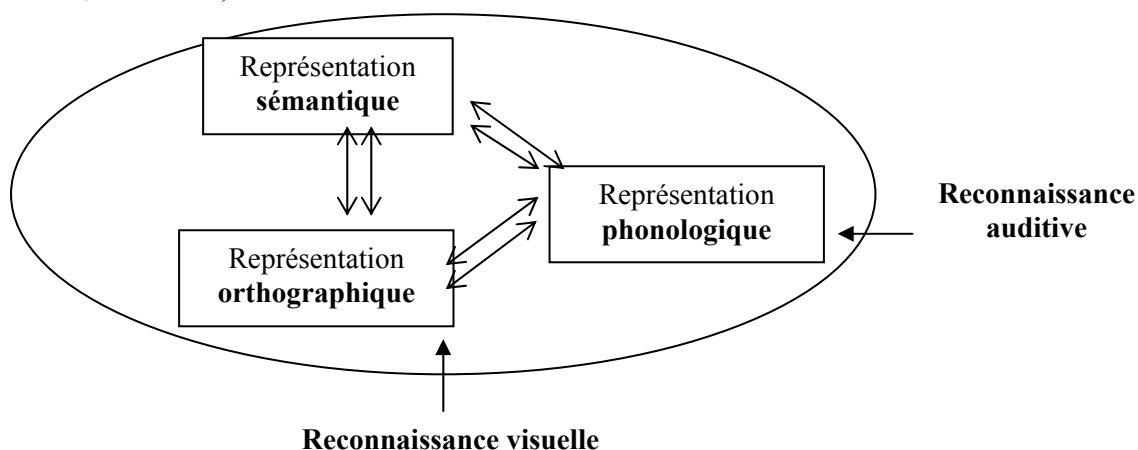 Représentation
sémantique
Représentation
phonologique
Reconnaissance
auditive
Représentation
orthographique
Reconnaissance visuelle